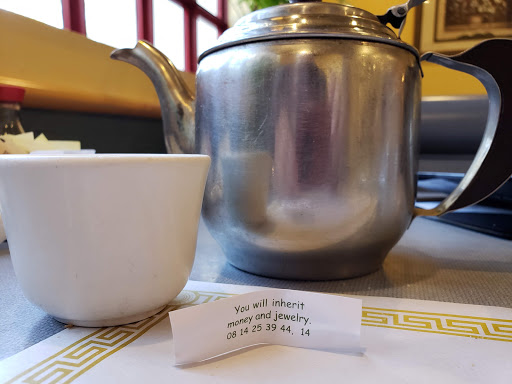 You will inherit
money and jewelry.
08 14 25 39 44, 14